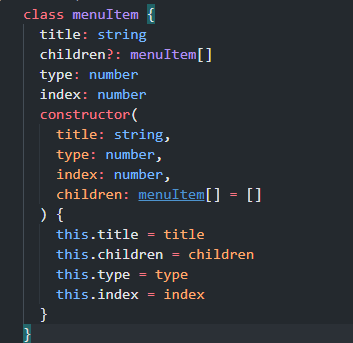 class menuItem {
title: string
children?: menuItem[]
type: number
index: number
constructor(
title: string,
type: number,
index: number,
children: menuItem[] = []
) {
this.title = title
this.children = children
this.type = type
this.index = index
}
}